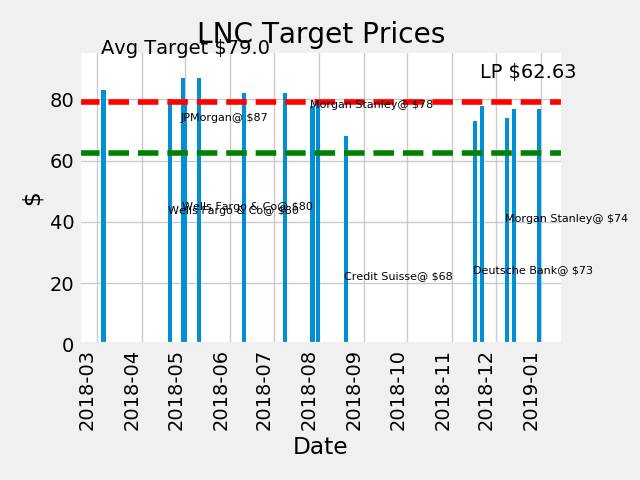 LNC Target Prices
Avg Target $79.0
LP $62.63
Morgan Stanley@ $78
JPMorgan@ $87
Wells Fargo & Co@ $80
Wells Fargo & Co@ $80
Morgan Stanley@ $74
Deutsche Bank@ $73
Credit Suisse@ $68
$
80
60
40
20
0
2018-03
2018-04
2018-05
2018-06
2018-07
2018-08
2018-09
2018-10
2018-11
2018-12
2019-01
Date